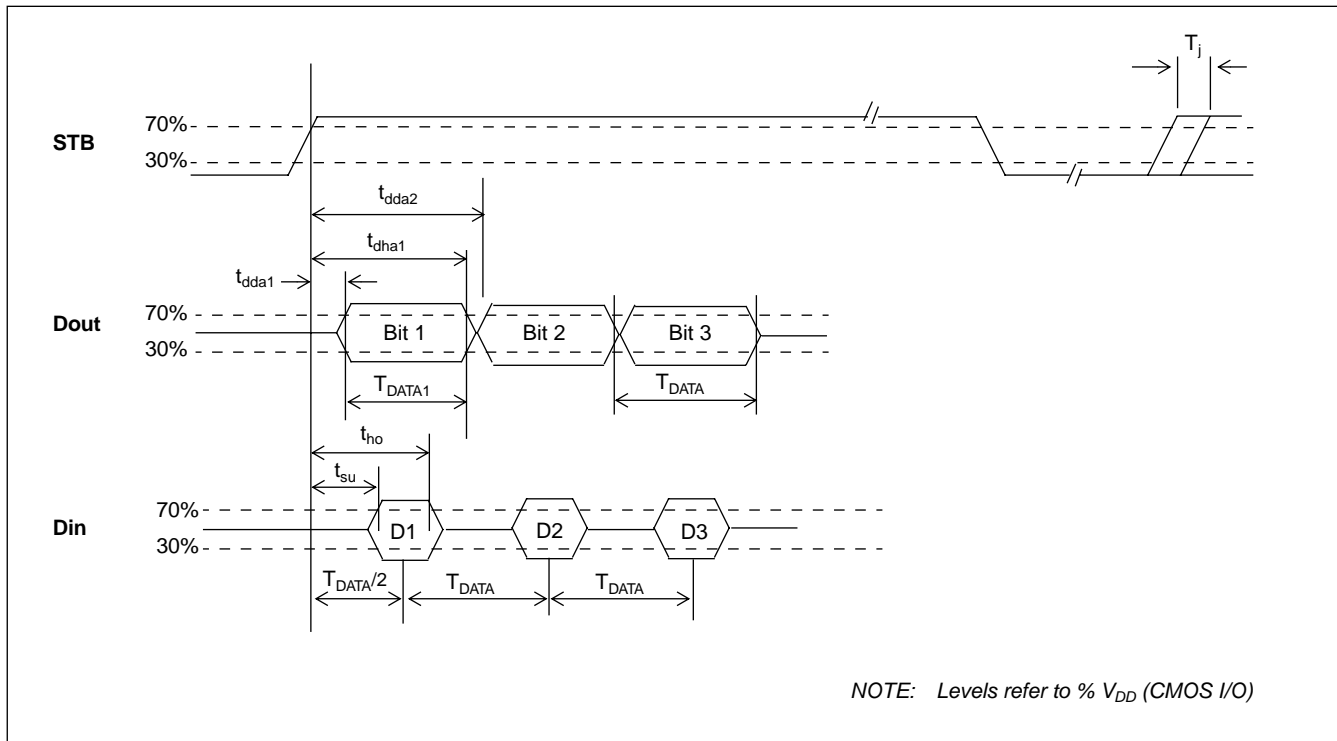 Tj
STB
70%
30%
tdda2
tdha1
tdda1
Dout
70%
30%
Bit 1
Bit 2
Bit 3
TDATA1
TDATA
tho
tsu
Din
70%
30%
D1
D2
D3
TDATA/2
TDATA
TDATA
NOTE: Levels refer to % VDD (CMOS I/O)